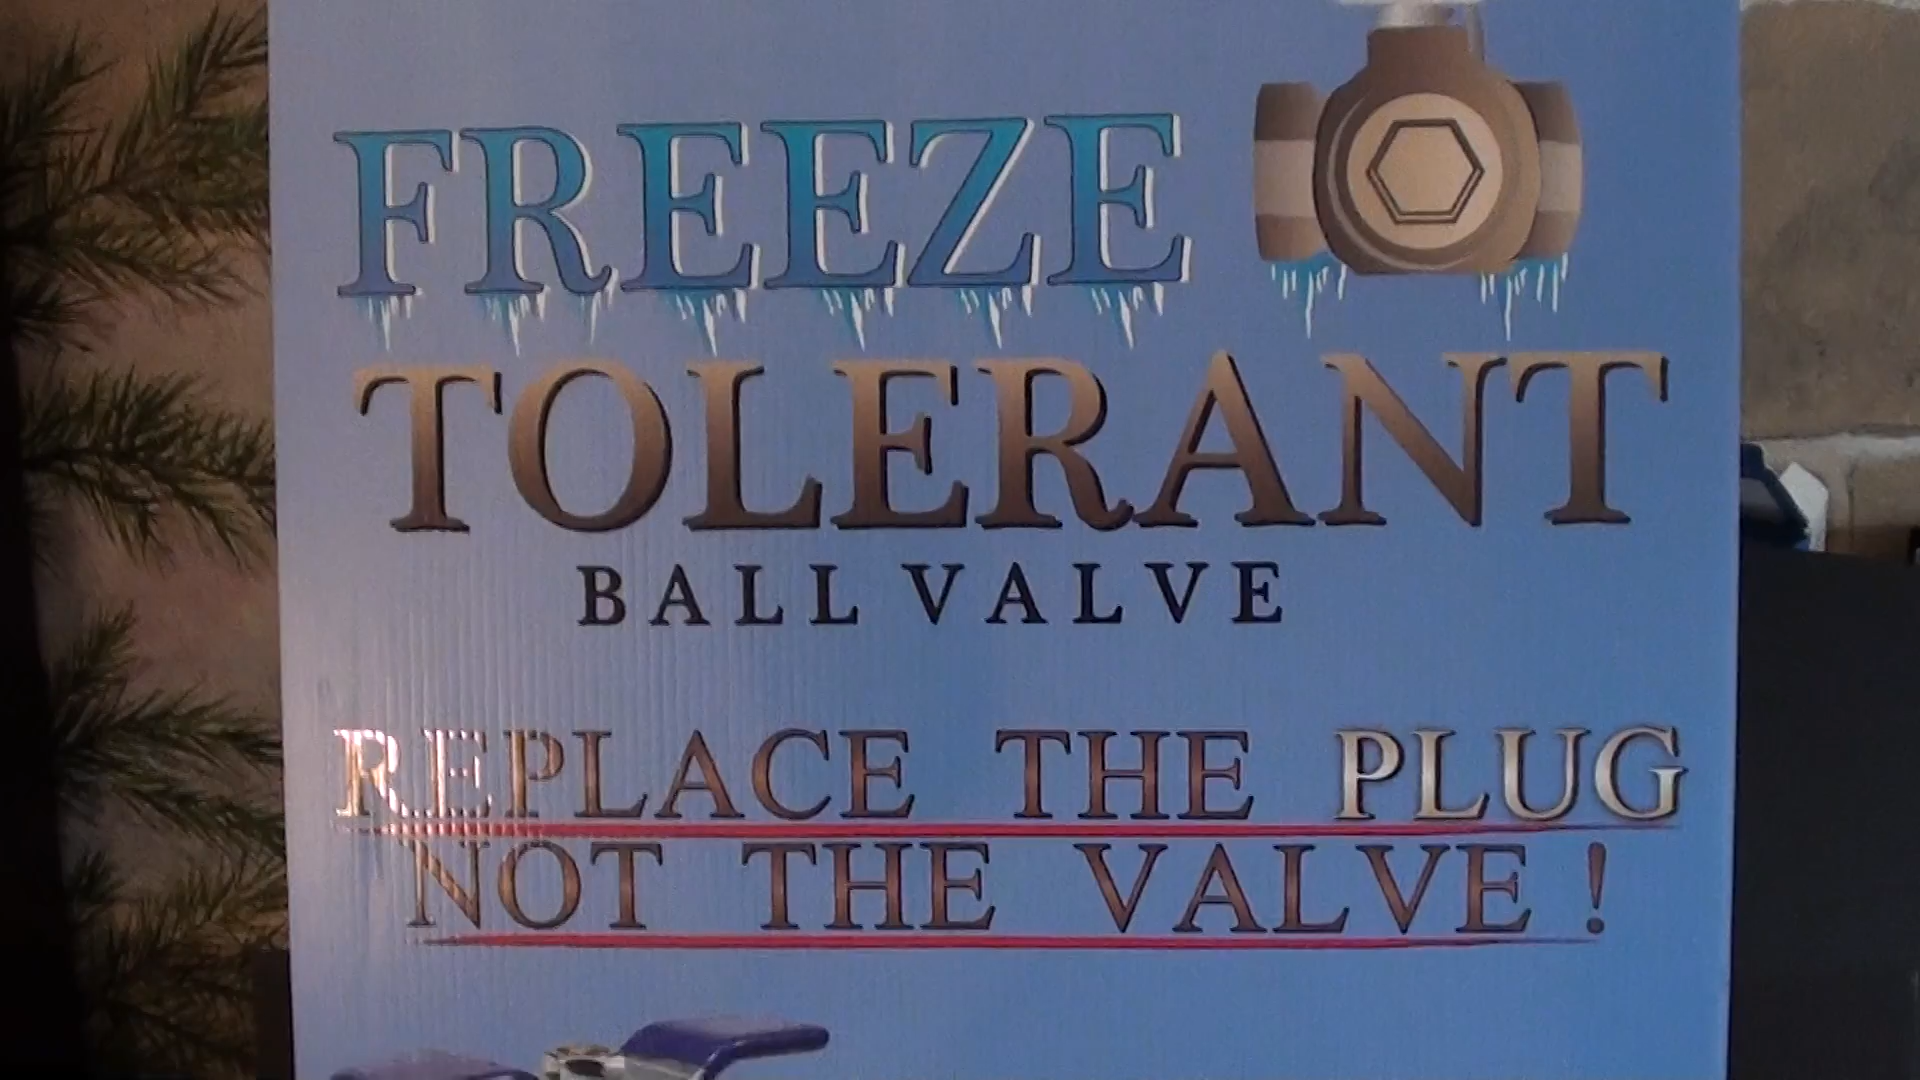 FREEZE
TOLERANT
BALL VALVE
REPLACE THE PLUG
NOT THE VALVE !